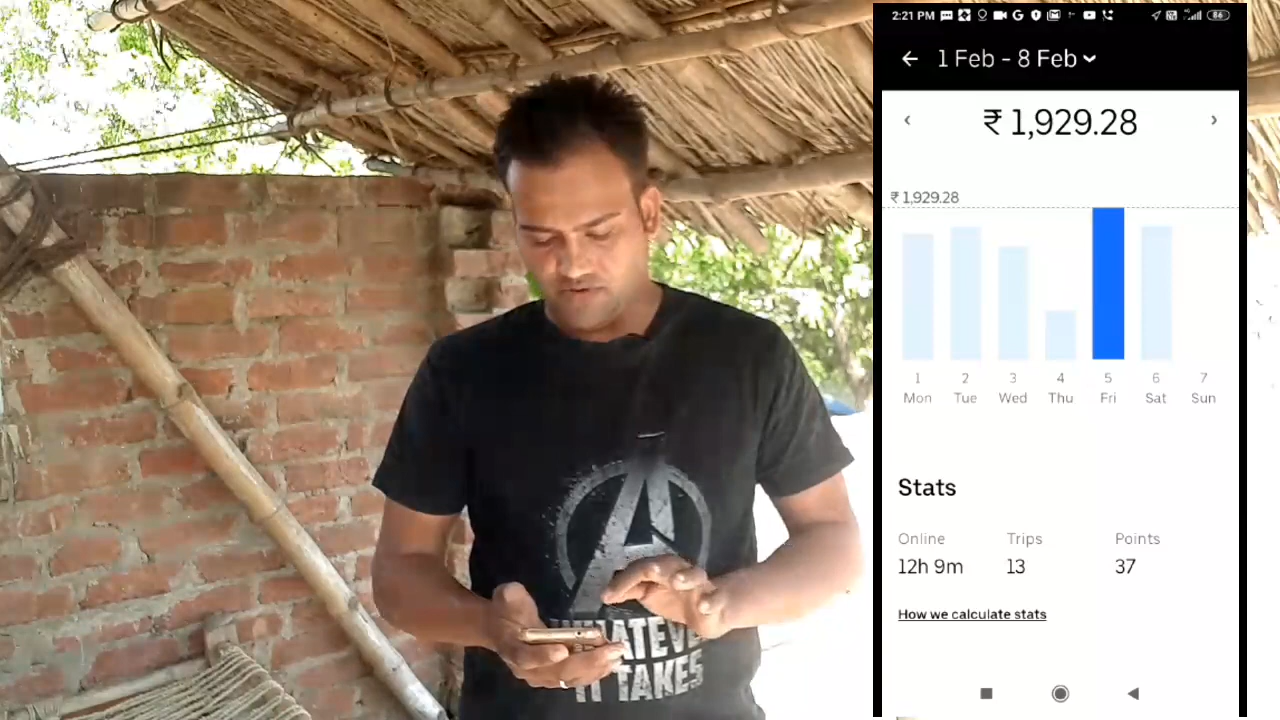 WHATEVE
IT TAKES
2:21 PM
86
1 Feb - 8 Feb
₹ 1,929.28
₹ 1,929.28
1 2 3 4 5 6 7
Mon Tue Wed Thu Fri Sat Sun
Stats
Online Trips Points
12h 9m 13 37
How we calculate stats